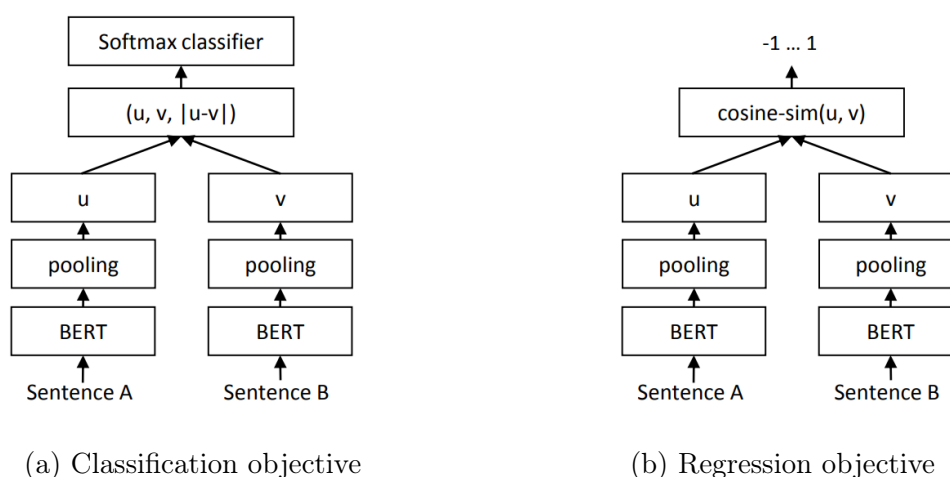 Softmax classifier
(u, v, |u-v|)
u
v
pooling
pooling
BERT
BERT
Sentence A
Sentence B
(a) Classification objective
-1 ... 1
cosine-sim(u, v)
u
v
pooling
pooling
BERT
BERT
Sentence A
Sentence B
(b) Regression objective